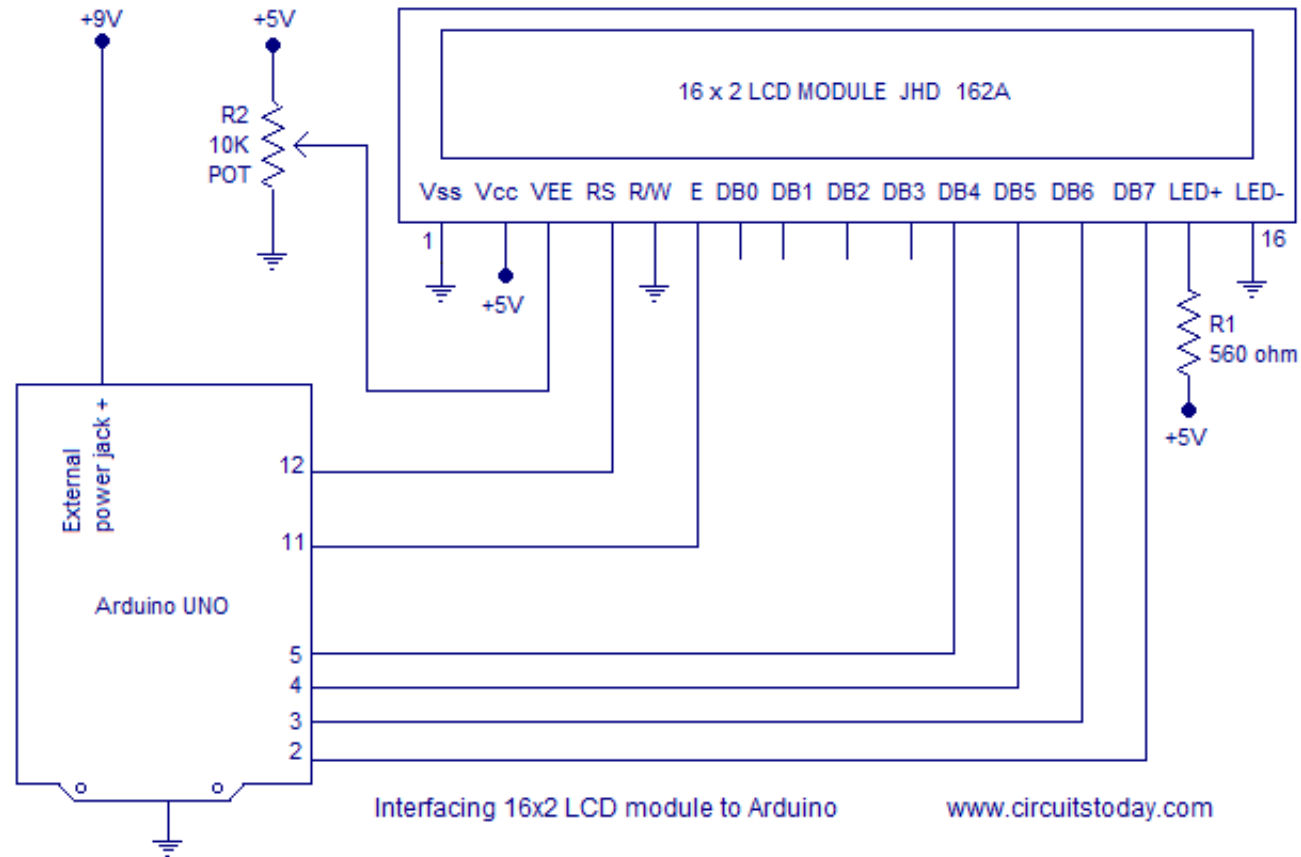 +9V
+5V
R2
10K
POT
16 x 2 LCD MODULE JHD 162A
Vss Vcc VEE RS R/W E DB0 DB1 DB2 DB3 DB4 DB5 DB6 DB7 LED+ LED-
1
16
+5V
R1
560 ohm
+5V
External
power jack +
12
11
Arduino UNO
5
4
3
2
Interfacing 16x2 LCD module to Arduino
www.circuitstoday.com